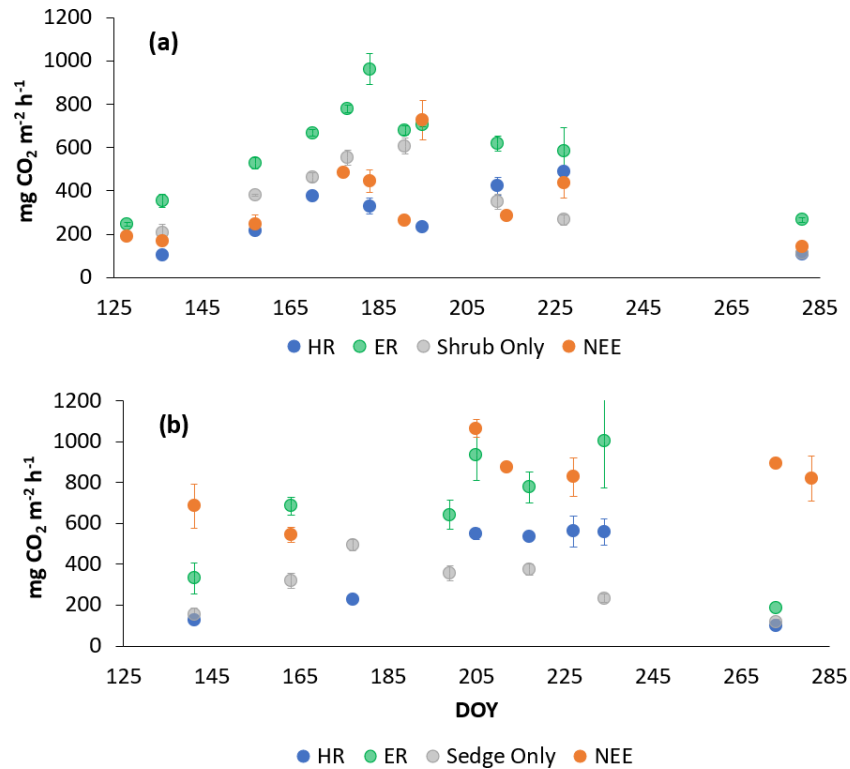 (a)
mg CO₂ m⁻² h⁻¹
1200
1000
800
600
400
200
0
125 145 165 185 205 225 245 265 285
HR ER Shrub Only NEE
(b)
mg CO₂ m⁻² h⁻¹
1200
1000
800
600
400
200
0
125 145 165 185 205 225 245 265 285
DOY
HR ER Sedge Only NEE